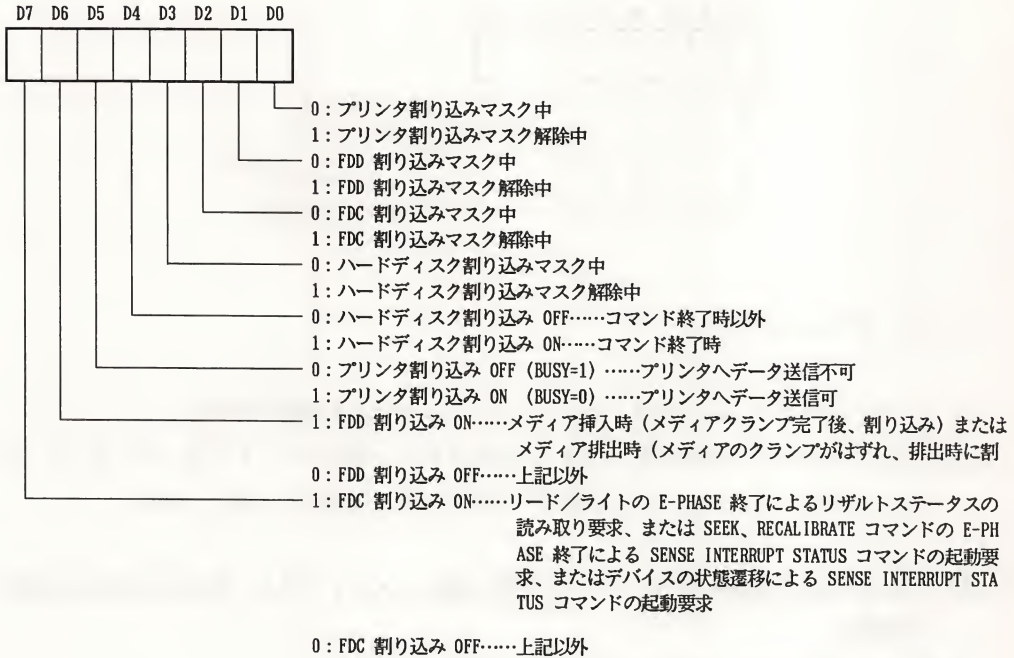 D7 D6 D5 D4 D3 D2 D1 D0
0:プリンタ割り込みマスク中
1:プリンタ割り込みマスク解除中
0:FDD 割り込みマスク中
1:FDD 割り込みマスク解除中
0:FDC 割り込みマスク中
1:FDC 割り込みマスク解除中
0:ハードディスク割り込みマスク中
1:ハードディスク割り込みマスク解除中
0:ハードディスク割り込み OFF……コマンド終了時以外
1:ハードディスク割り込み ON……コマンド終了時
0:プリンタ割り込み OFF (BUSY=1) ……プリンタへデータ送信不可
1:プリンタ割り込み ON (BUSY=0) ……プリンタへデータ送信可
1:FDD 割り込み ON……メディア挿入時(メディアクランプ完了後、割り込み)または
メディア排出時(メディアのクランプがはずれ、排出時に割
0:FDD 割り込み OFF……上記以外
1:FDC 割り込み ON……リード/ライトの E-PHASE 終了によるリザルトステータスの
読み取り要求、または SEEK、RECALIBRATE コマンドの E-PH
ASE 終了による SENSE INTERRUPT STATUS コマンドの起動要
求、またはデバイスの状態遷移による SENSE INTERRUPT STA
TUS コマンドの起動要求
0:FDC 割り込み OFF……上記以外